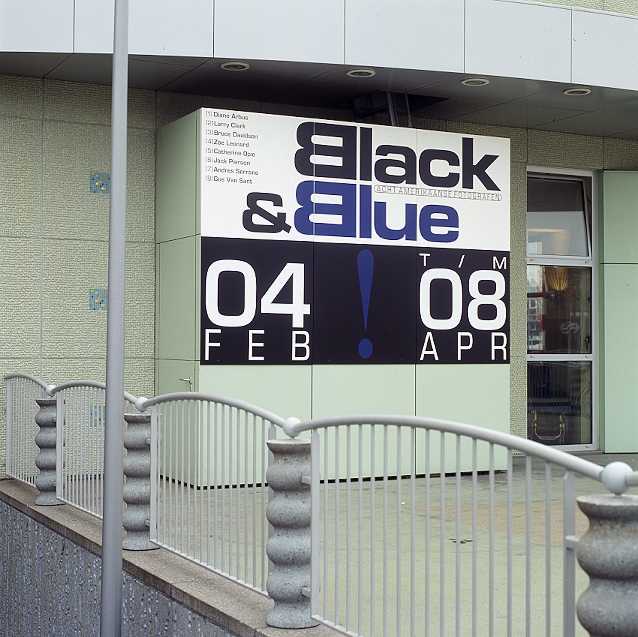 (1) Diane Arbus
(2) Larry Clark
(3) Bruce Davidson
(4) Zoe Leonard
(5) Catherine Opie
(6) Jack Pierson
(7) Andres Serrano
(8) Gus Van Sant
Black
ACHT AMERIKAANSE FOTOGRAFEN
& Blue
04 ! T/M 08
FEB APR